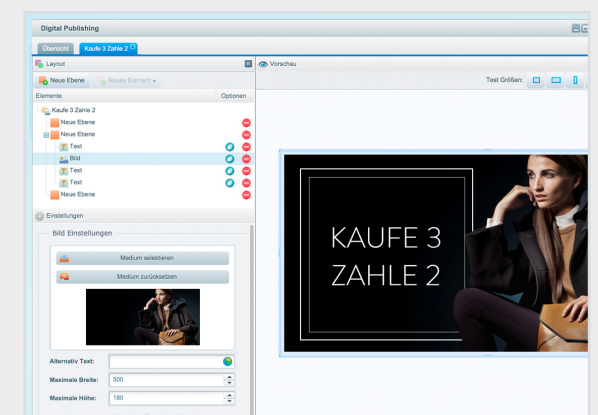 Digital Publishing
Übersicht
Kaufe 3 Zahle 2
Layout
Vorschau
Neue Ebene
Neues Element
Test Größen:
Elemente
Optionen
Kaufe 3 Zahle 2
Neue Ebene
Neue Ebene
Text
Bild
Text
Text
Neue Ebene
Einstellungen
Bild Einstellungen
Medium selektieren
Medium zurücksetzen
Alternativ Text:
Maximale Breite:
500
Maximale Höhe:
180
KAUFE 3
ZAHLE 2